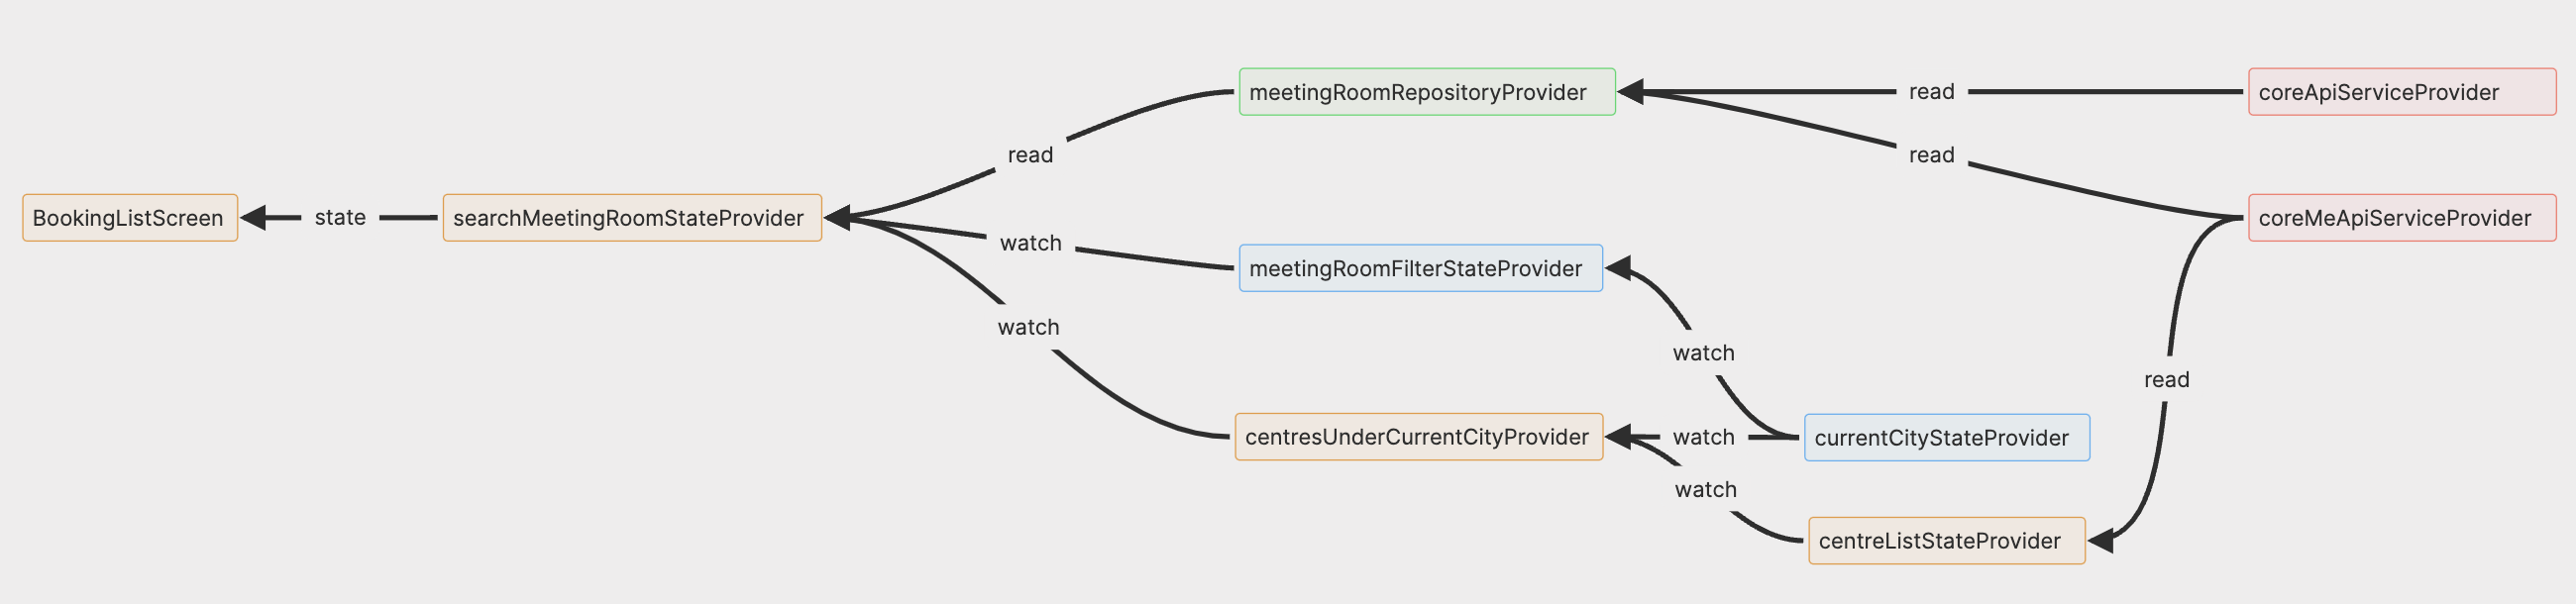 meetingRoomRepositoryProvider
read
coreApiServiceProvider
read
read
BookingListScreen
state
searchMeetingRoomStateProvider
coreMeApiServiceProvider
watch
meetingRoomFilterStateProvider
watch
watch
read
centresUnderCurrentCityProvider
watch
currentCityStateProvider
watch
centreListStateProvider